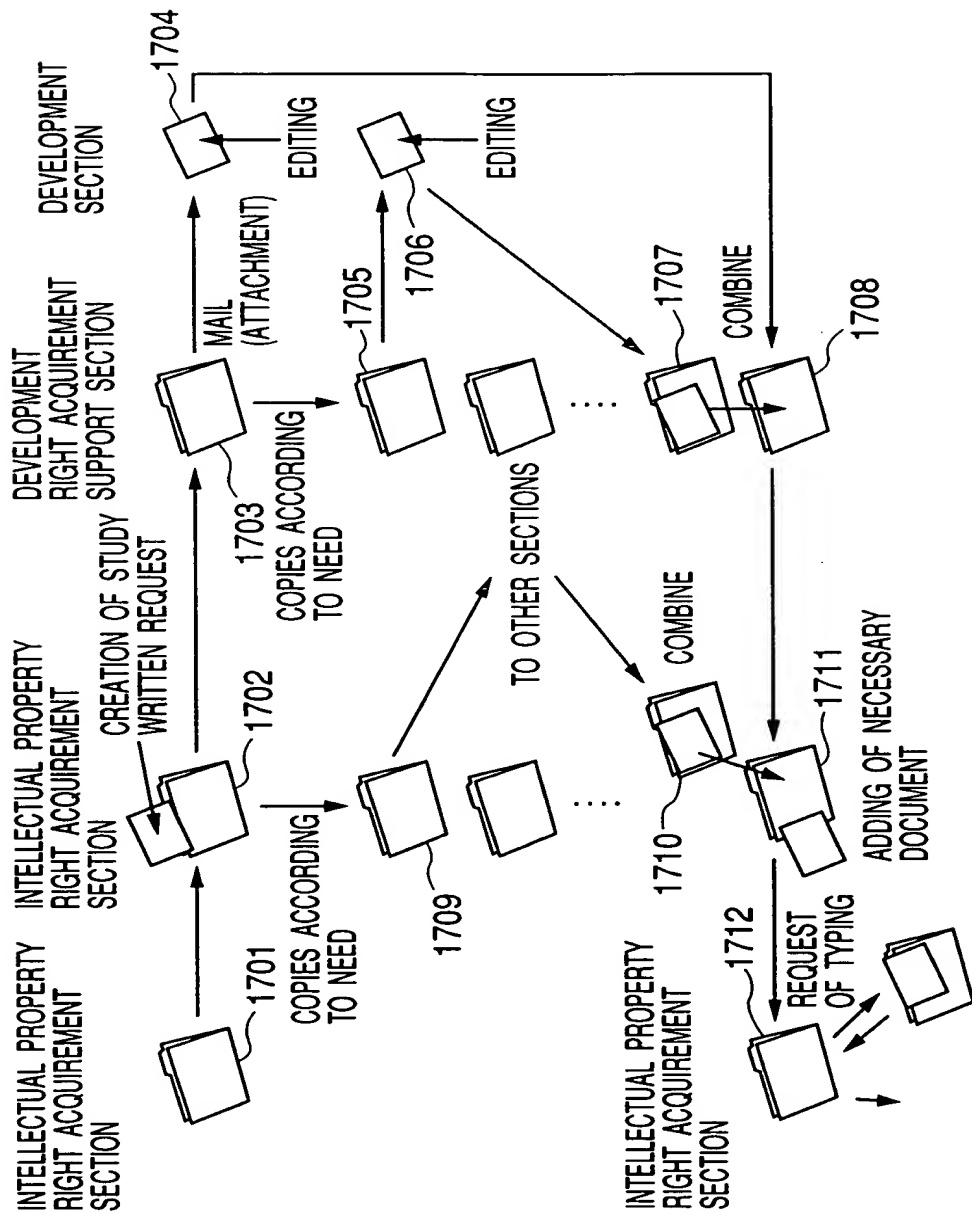 INTELLECTUAL PROPERTY
RIGHT ACQUIREMENT
SECTION
INTELLECTUAL PROPERTY
RIGHT ACQUIREMENT
SECTION
DEVELOPMENT
RIGHT ACQUIREMENT
SUPPORT SECTION
DEVELOPMENT
SECTION
CREATION OF STUDY
WRITTEN REQUEST
1701
1702
1703
MAIL
(ATTACHMENT)
1704
EDITING
COPIES ACCORDING
TO NEED
COPIES ACCORDING
TO NEED
1705
1706
EDITING
1709
TO OTHER SECTIONS
....
....
1707
COMBINE
1708
COMBINE
1710
1711
ADDING OF NECESSARY
DOCUMENT
INTELLECTUAL PROPERTY
RIGHT ACQUIREMENT
SECTION
1712
REQUEST
OF TYPING